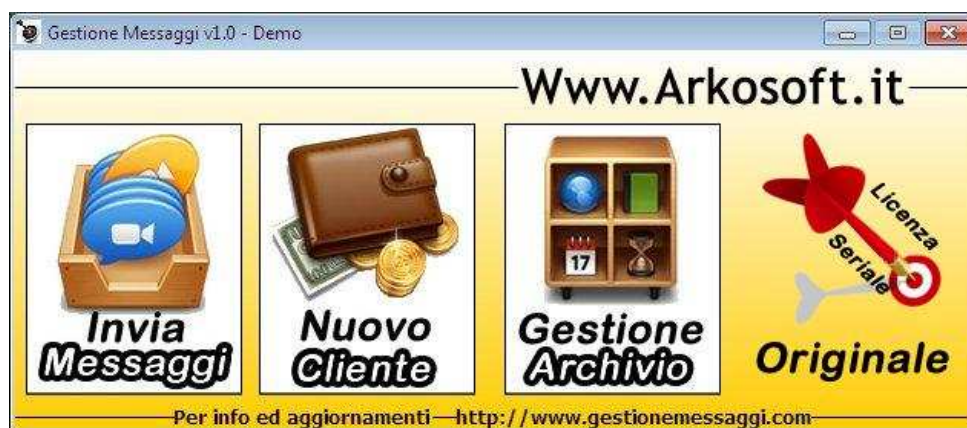 Gestione Messaggi v1.0 - Demo
Www.Arkosoft.it
Invia
Messaggi
Nuovo
Cliente
17
Gestione
Archivio
Licenza
Seriale
Originale
Per info ed aggiornamenti http://www.gestionemessaggi.com